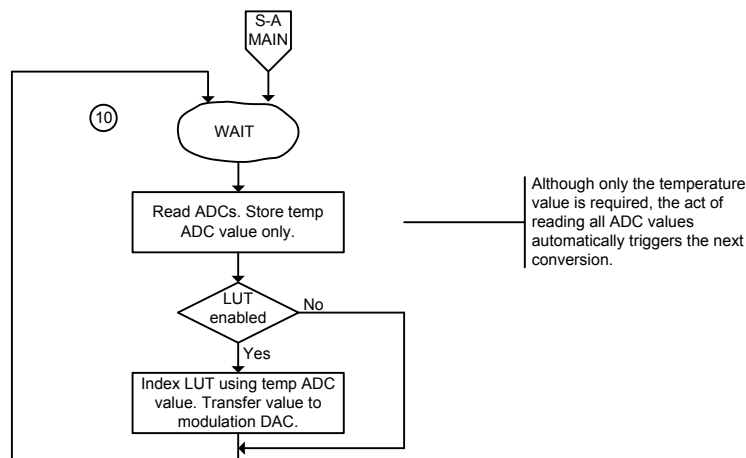 S-A
MAIN
10
WAIT
Read ADCs. Store temp
ADC value only.
Although only the temperature
value is required, the act of
reading all ADC values
automatically triggers the next
conversion.
LUT
enabled
No
Yes
Index LUT using temp ADC
value. Transfer value to
modulation DAC.